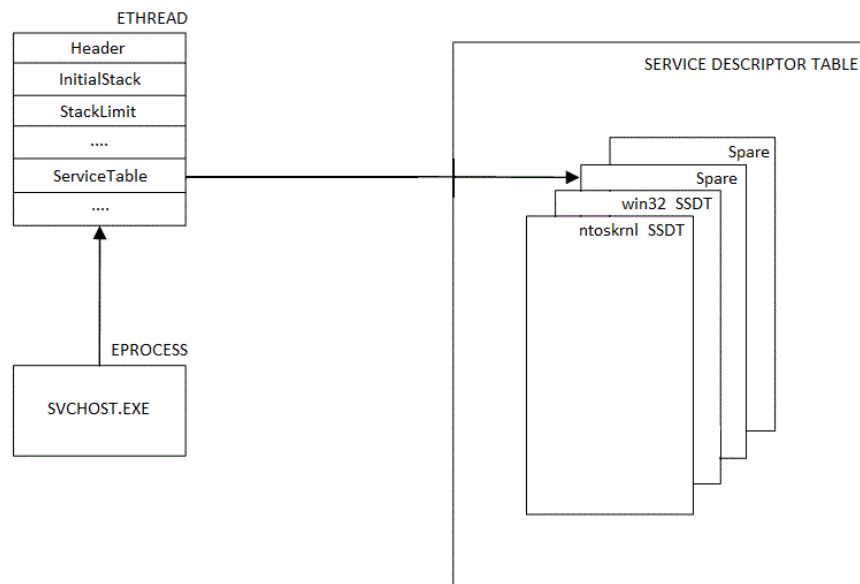 ETHREAD
Header
InitialStack
StackLimit
....
ServiceTable
....
EPROCESS
SVCHOST.EXE
SERVICE DESCRIPTOR TABLE
Spare
Spare
win32 SSDT
ntoskrnl SSDT